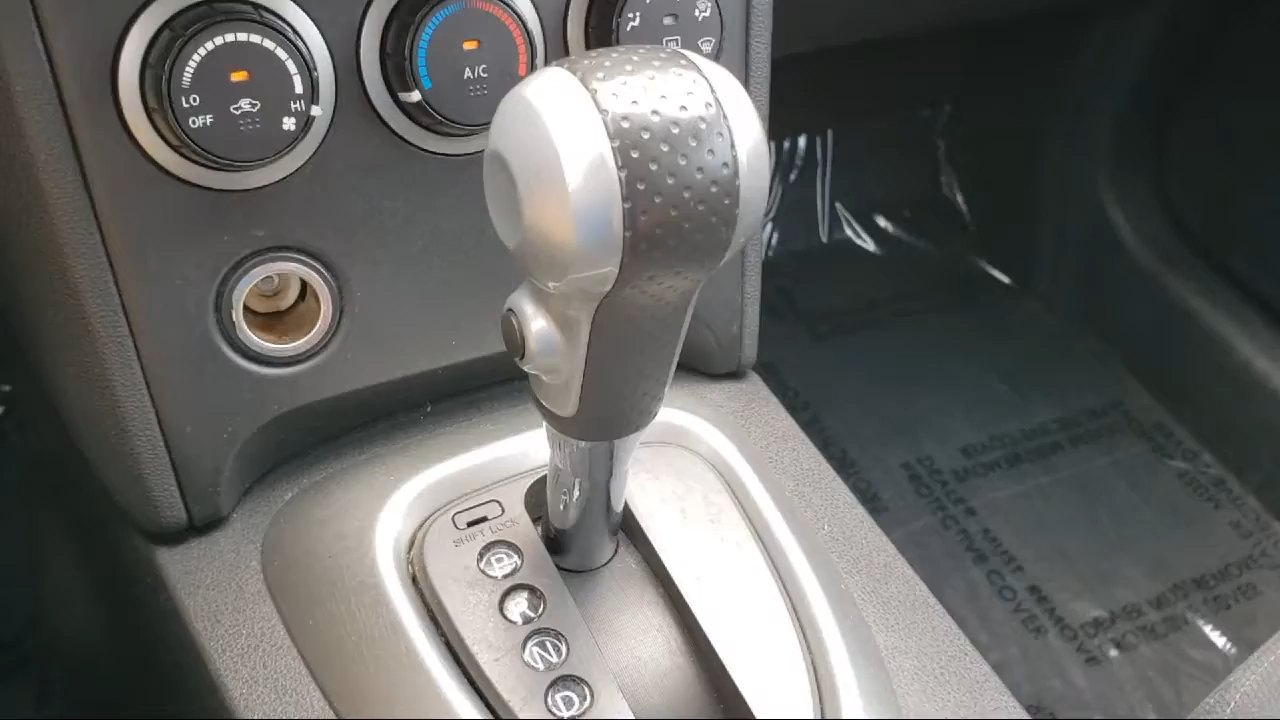 LO
HI
OFF
A/C
SHIFT LOCK
P
R
N
D
DEALER MUST REMOVE
PROTECTIVE COVER